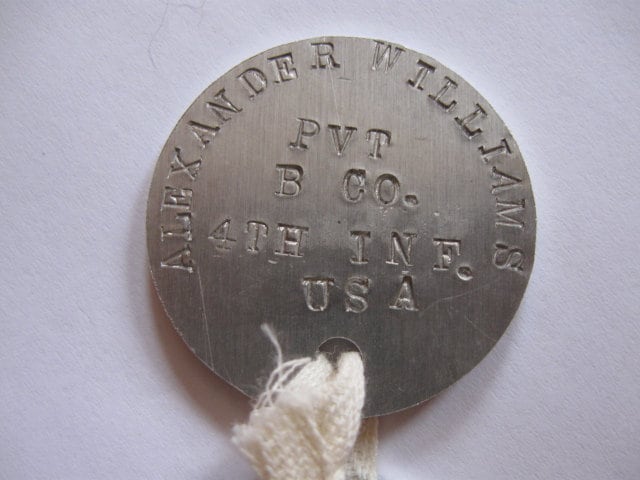 ALEXANDER WILLIAMS
PVT
B CO.
4TH INF.
USA